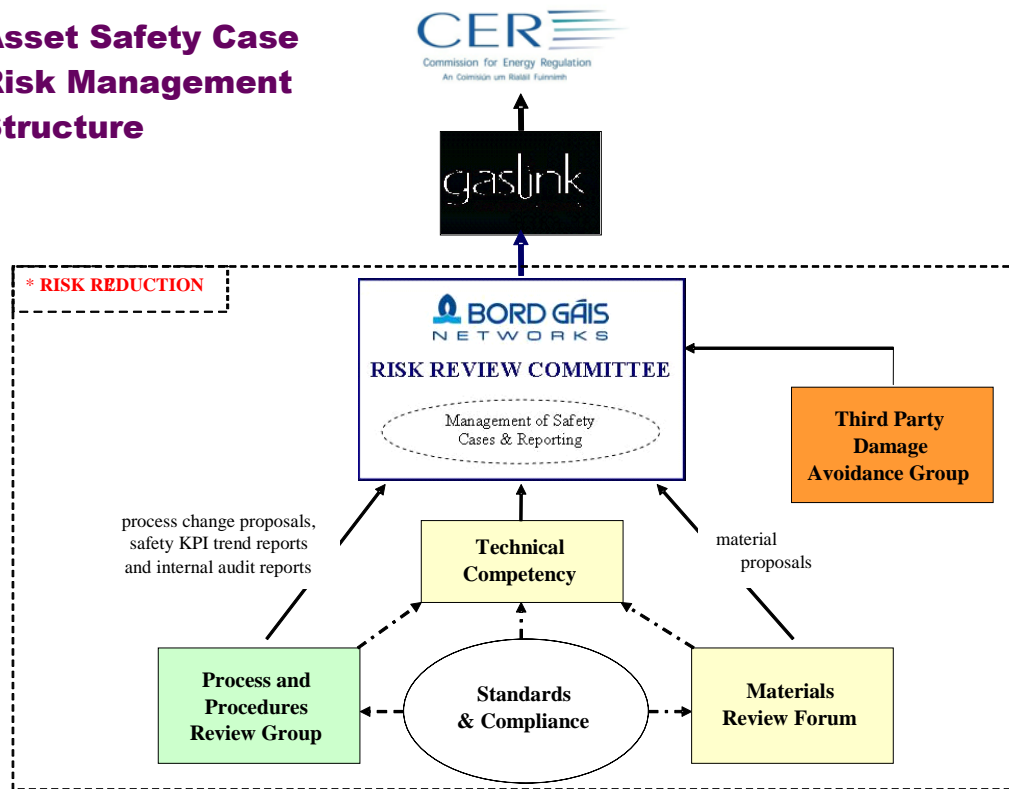 Asset Safety Case
Risk Management
Structure
CER
Commission for Energy Regulation
An Coimisiún um Rialáil Fuinnimh
gaslink
* RISK REDUCTION
BORD GÁIS
NETWORKS
RISK REVIEW COMMITTEE
Management of Safety
Cases & Reporting
Third Party
Damage
Avoidance Group
process change proposals,
safety KPI trend reports
and internal audit reports
Technical
Competency
material
proposals
Process and
Procedures
Review Group
Standards
& Compliance
Materials
Review Forum